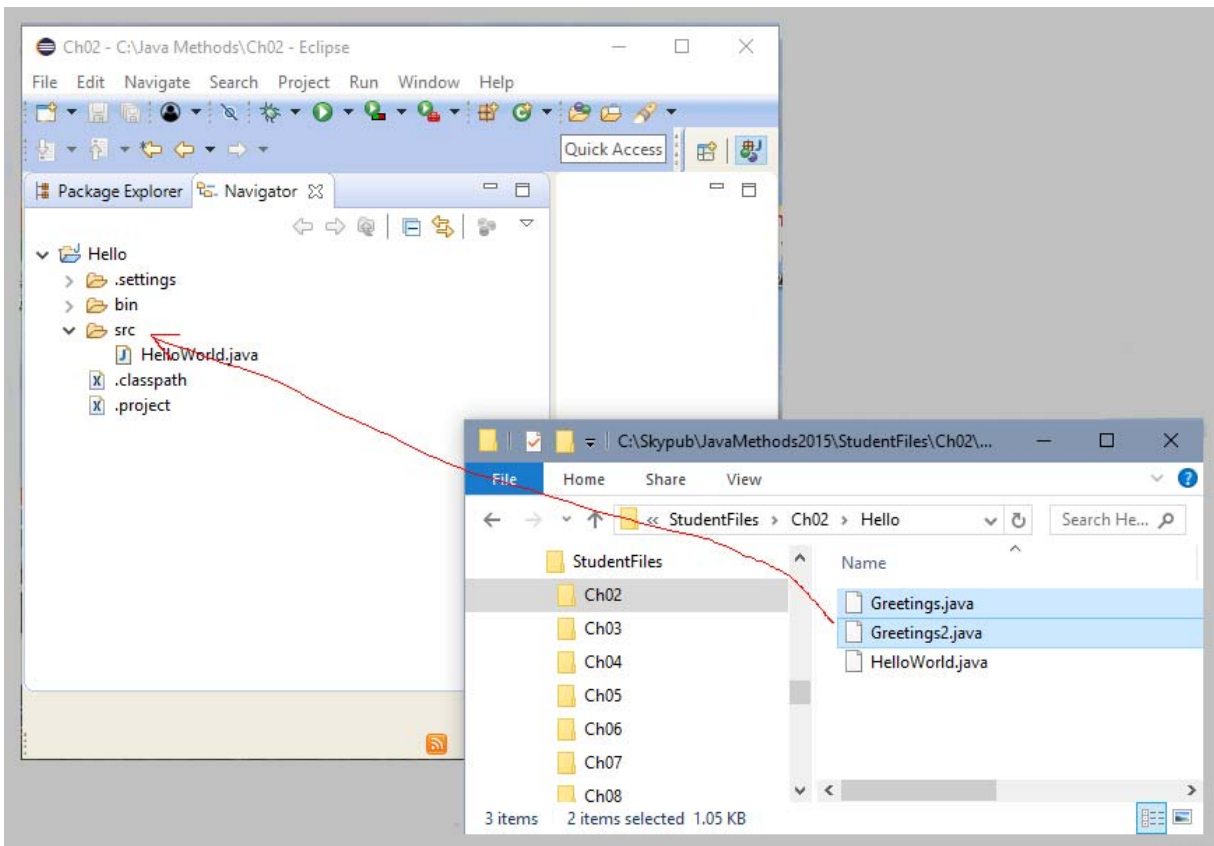 Ch02 - C:\Java Methods\Ch02 - Eclipse
File Edit Navigate Search Project Run Window Help
Quick Access
Package Explorer Navigator
Hello
.settings
bin
src
HelloWorld.java
.classpath
.project
C:\Skypub\JavaMethods2015\StudentFiles\Ch02\...
File Home Share View
« StudentFiles > Ch02 > Hello Search He...
StudentFiles
Ch02
Ch03
Ch04
Ch05
Ch06
Ch07
Ch08
Name
Greetings.java
Greetings2.java
HelloWorld.java
3 items 2 items selected 1.05 KB